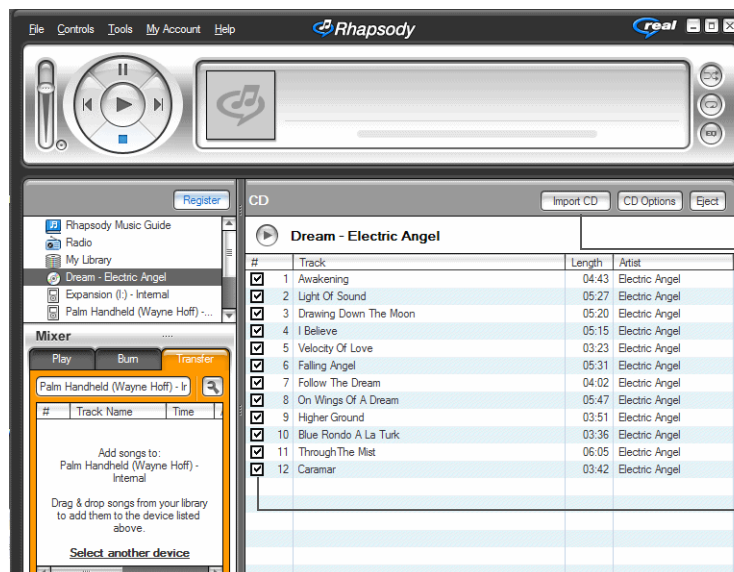 File Controls Tools My Account Help
Rhapsody
real
EQ
Register
Rhapsody Music Guide
Radio
My Library
Dream - Electric Angel
Expansion (I:) - Internal
Palm Handheld (Wayne Hoff) -...
Mixer
Play Burn Transfer
Palm Handheld (Wayne Hoff) - Ir
# Track Name Time
Add songs to:
Palm Handheld (Wayne Hoff) -
Internal
Drag & drop songs from your library
to add them to the device listed
above.
Select another device
CD Import CD CD Options Eject
Dream - Electric Angel
# Track Length Artist
1 Awakening 04:43 Electric Angel
2 Light Of Sound 05:27 Electric Angel
3 Drawing Down The Moon 05:20 Electric Angel
4 I Believe 05:15 Electric Angel
5 Velocity Of Love 03:23 Electric Angel
6 Falling Angel 05:31 Electric Angel
7 Follow The Dream 04:02 Electric Angel
8 On Wings Of A Dream 05:47 Electric Angel
9 Higher Ground 03:51 Electric Angel
10 Blue Rondo A La Turk 03:36 Electric Angel
11 ThroughThe Mist 06:05 Electric Angel
12 Caramar 03:42 Electric Angel